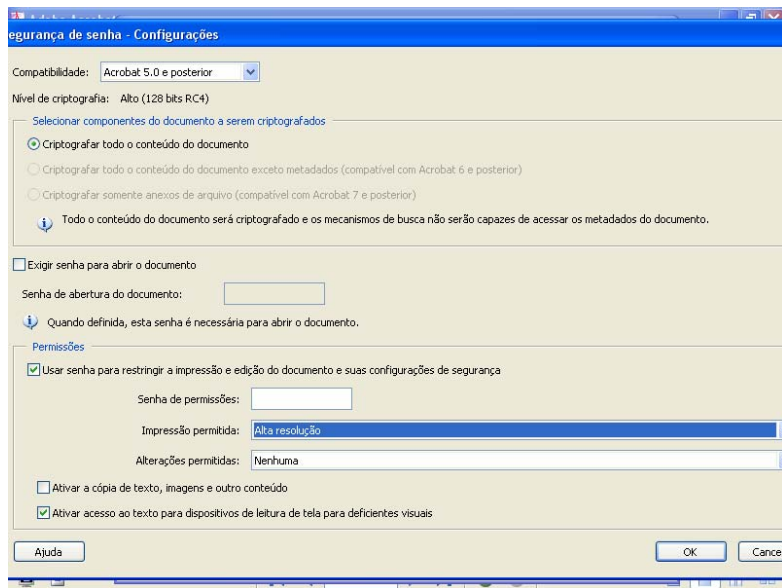 egurança de senha - Configurações
Compatibilidade: Acrobat 5.0 e posterior
Nível de criptografia: Alto (128 bits RC4)
Selecionar componentes do documento a serem criptografados
Criptografar todo o conteúdo do documento
Criptografar todo o conteúdo do documento exceto metadados (compatível com Acrobat 6 e posterior)
Criptografar somente anexos de arquivo (compatível com Acrobat 7 e posterior)
Todo o conteúdo do documento será criptografado e os mecanismos de busca não serão capazes de acessar os metadados do documento.
Exigir senha para abrir o documento
Senha de abertura do documento:
Quando definida, esta senha é necessária para abrir o documento.
Permissões
Usar senha para restringir a impressão e edição do documento e suas configurações de segurança
Senha de permissões:
Impressão permitida: Alta resolução
Alterações permitidas: Nenhuma
Ativar a cópia de texto, imagens e outro conteúdo
Ativar acesso ao texto para dispositivos de leitura de tela para deficientes visuais
Ajuda OK Cance